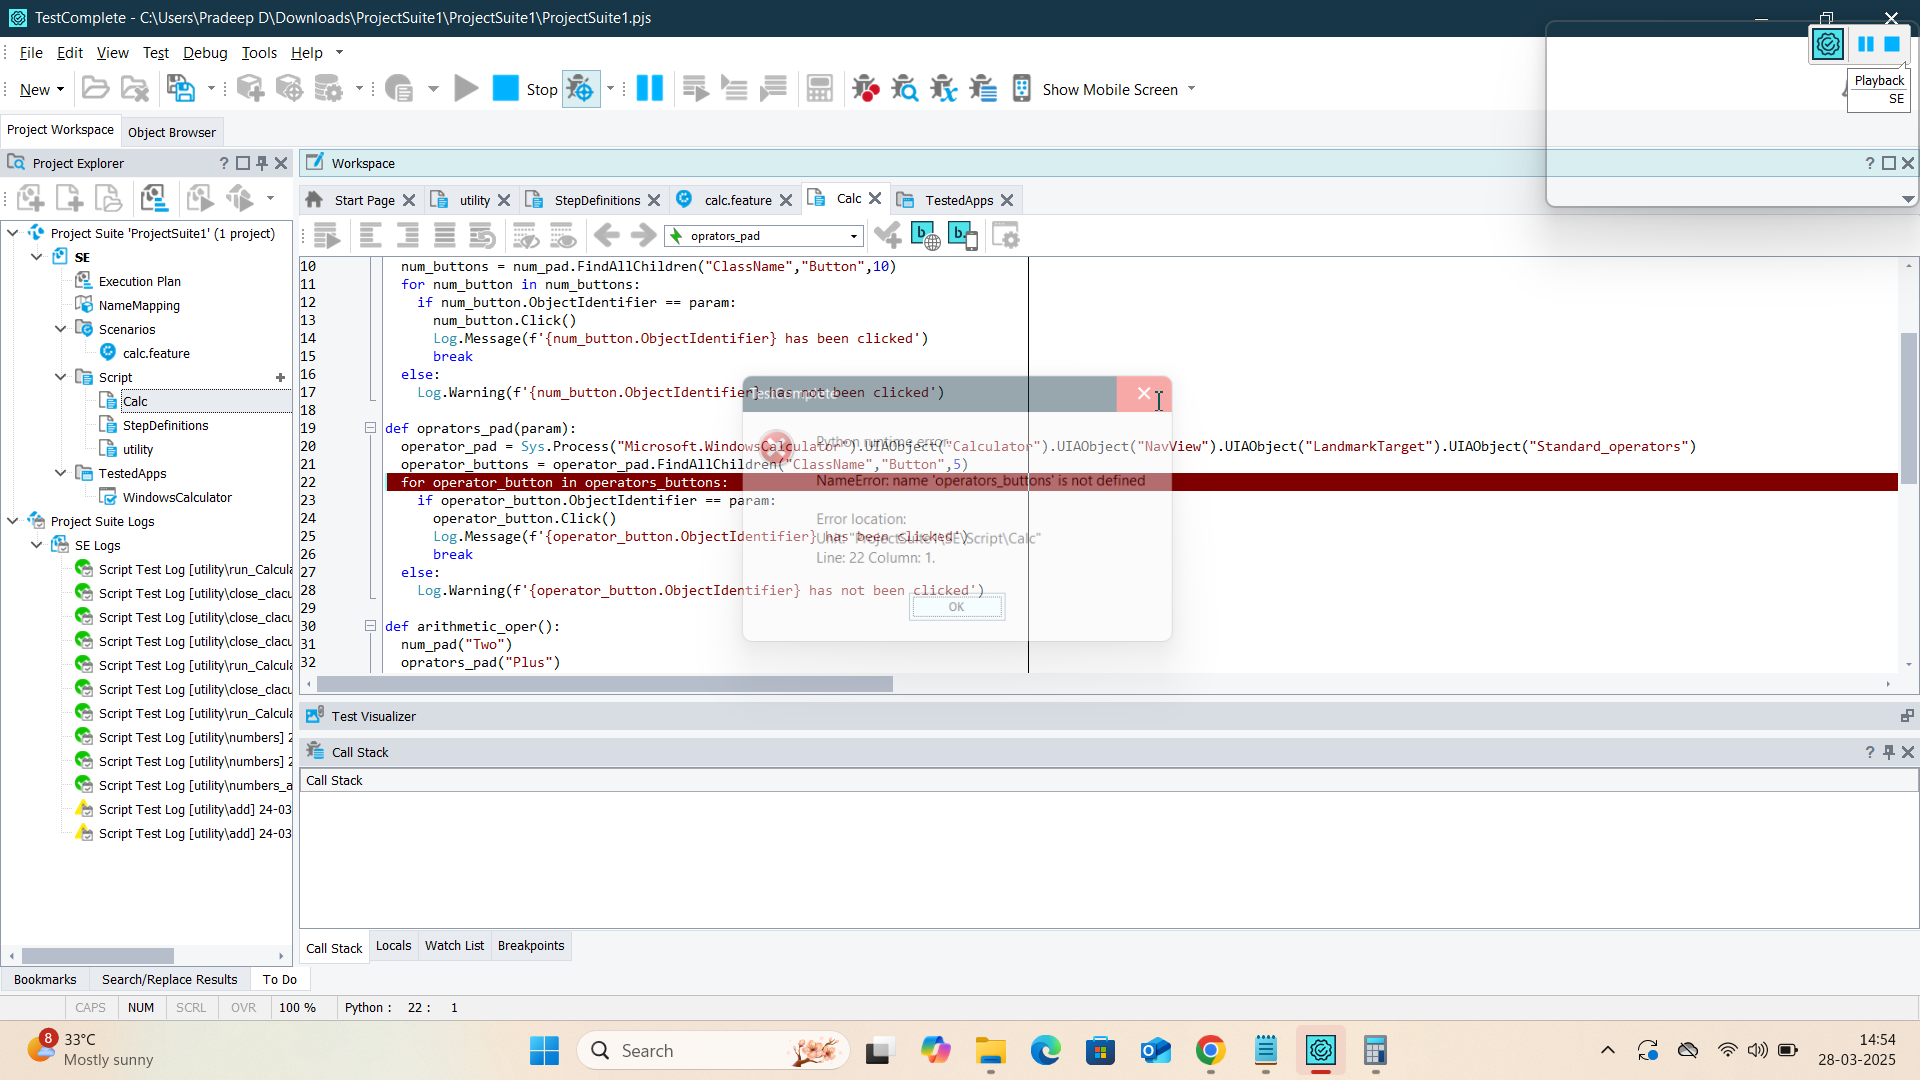 TestComplete - C:\Users\Pradeep D\Downloads\ProjectSuite1\ProjectSuite1\ProjectSuite1.pjs
File Edit View Test Debug Tools Help
New Stop Show Mobile Screen
Playback
SE
Project Workspace Object Browser
Project Explorer ?
Workspace ?
Start Page utility StepDefinitions calc.feature Calc TestedApps
oprators_pad
Project Suite 'ProjectSuite1' (1 project)
SE
Execution Plan
NameMapping
Scenarios
calc.feature
Script
Calc
StepDefinitions
utility
TestedApps
WindowsCalculator
Project Suite Logs
SE Logs
Script Test Log [utility\run_Calcula
Script Test Log [utility\close_clacu
Script Test Log [utility\close_clacu
Script Test Log [utility\close_clacu
Script Test Log [utility\run_Calcula
Script Test Log [utility\close_clacu
Script Test Log [utility\run_Calcula
Script Test Log [utility\numbers] 2
Script Test Log [utility\numbers] 2
Script Test Log [utility\numbers_a
Script Test Log [utility\add] 24-03
Script Test Log [utility\add] 24-03
10 num_buttons = num_pad.FindAllChildren("ClassName","Button",10)
11 for num_button in num_buttons:
12 if num_button.ObjectIdentifier == param:
13 num_button.Click()
14 Log.Message(f'{num_button.ObjectIdentifier} has been clicked')
15 break
16 else:
17 Log.Warning(f'{num_button.ObjectIdentifier} has not been clicked')
18
19 def oprators_pad(param):
20 operator_pad = Sys.Process("Microsoft.WindowsCalculator").UIAObject("Calculator").UIAObject("NavView").UIAObject("LandmarkTarget").UIAObject("Standard_operators")
21 operator_buttons = operator_pad.FindAllChildren("ClassName","Button",5)
22 for operator_button in operators_buttons:
23 if operator_button.ObjectIdentifier == param:
24 operator_button.Click()
25 Log.Message(f'{operator_button.ObjectIdentifier} has been clicked')
26 break
27 else:
28 Log.Warning(f'{operator_button.ObjectIdentifier} has not been clicked')
29
30 def arithmetic_oper():
31 num_pad("Two")
32 oprators_pad("Plus")
TestComplete
Python runtime error.
NameError: name 'operators_buttons' is not defined
Error location:
Unit: "ProjectSuite1\SE\Script\Calc"
Line: 22 Column: 1.
OK
Test Visualizer
Call Stack ?
Call Stack
Call Stack Locals Watch List Breakpoints
Bookmarks Search/Replace Results To Do
CAPS NUM SCRL OVR 100 % Python : 22 : 1
8
33°C
Mostly sunny
Search
14:54
28-03-2025